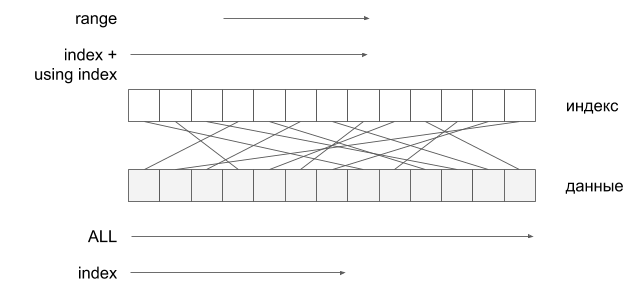 range
index +
using index
индекс
данные
ALL
index